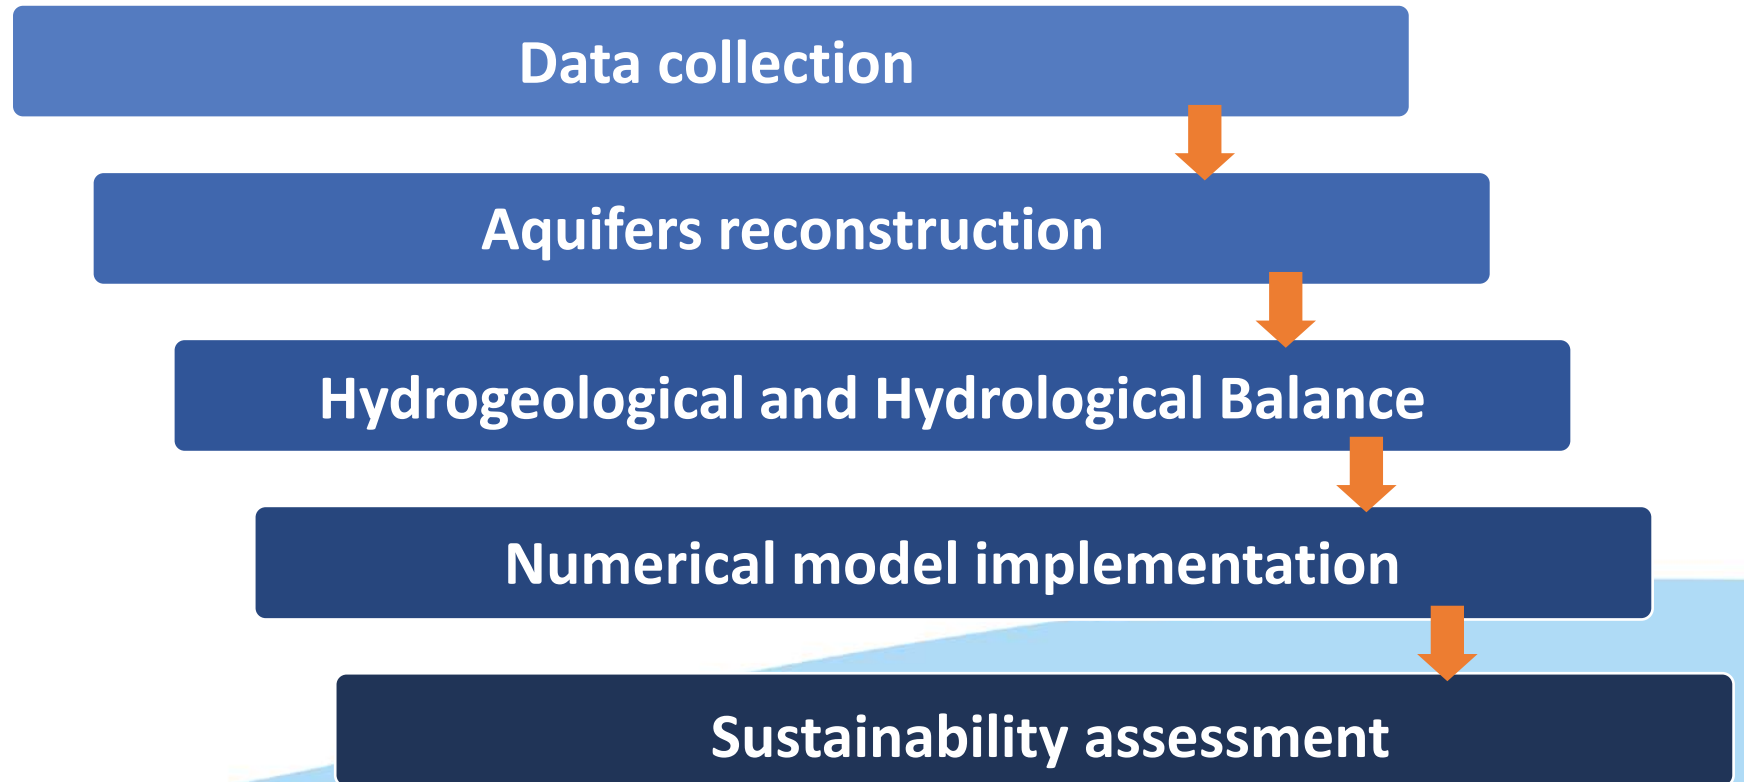 Data collection
Aquifers reconstruction
Hydrogeological and Hydrological Balance
Numerical model implementation
Sustainability assessment